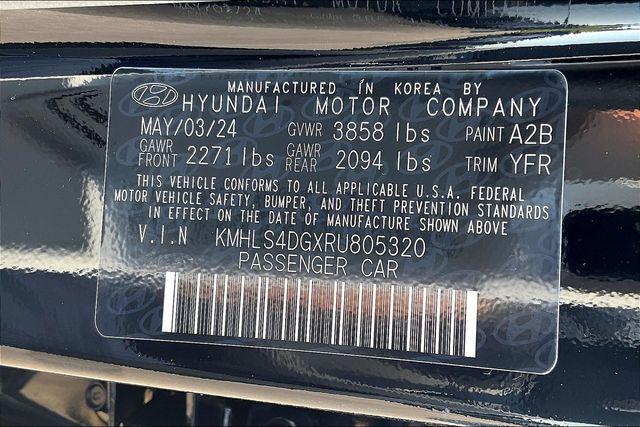 MANUFACTURED IN KOREA BY
HYUNDAI MOTOR COMPANY
MAY/03/24 GVWR 3858 lbs PAINT A2B
GAWR FRONT 2271 lbs GAWR REAR 2094 lbs TRIM YFR
THIS VEHICLE CONFORMS TO ALL APPLICABLE U.S.A. FEDERAL
MOTOR VEHICLE SAFETY, BUMPER, AND THEFT PREVENTION STANDARDS
IN EFFECT ON THE DATE OF MANUFACTURE SHOWN ABOVE
V.I.N KMHLS4DGXRU805320
PASSENGER CAR